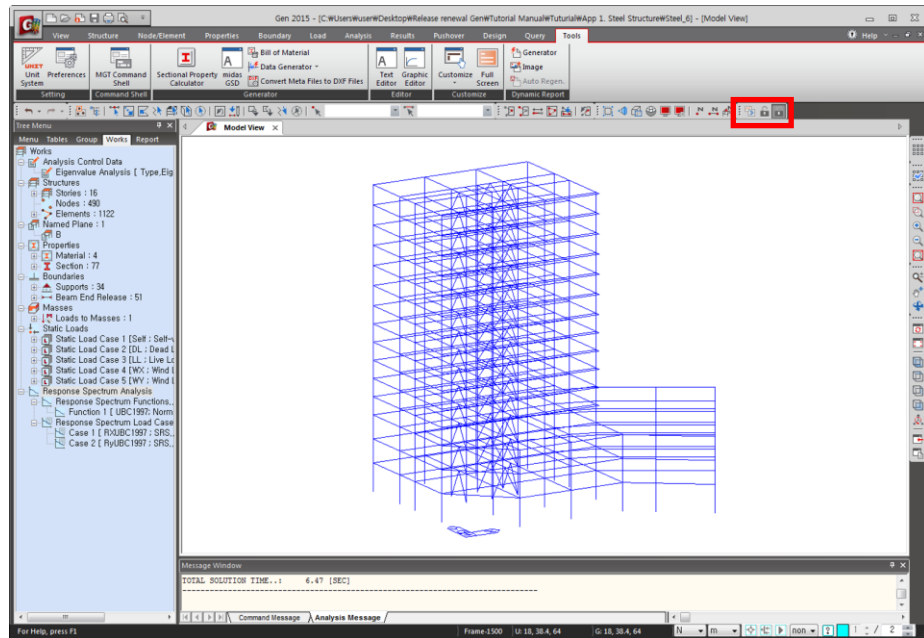 Gen 2015 - [C:\Users\user\Desktop\Release renewal Gen\Tutorial Manual\Tuturial\App 1. Steel Structure\Steel_6] - [Model View]
View Structure Node/Element Properties Boundary Load Analysis Results Pushover Design Query Tools Help
Unit System
Preferences
Setting
MGT Command Shell
Command Shell
Sectional Property Calculator
midas GSD
Bill of Material
Data Generator
Convert Meta Files to DXF Files
Generator
Text Editor
Graphic Editor
Editor
Customize
Full Screen
Customize
Generator
Image
Auto Regen.
Dynamic Report
Tree Menu
Menu Tables Group Works Report
Model View
Works
Analysis Control Data
Eigenvalue Analysis [ Type,Eig
Structures
Stories : 16
Nodes : 490
Elements : 1122
Named Plane : 1
B
Properties
Material : 4
Section : 77
Boundaries
Supports : 34
Beam End Release : 51
Masses
Loads to Masses : 1
Static Loads
Static Load Case 1 [Self ; Self-
Static Load Case 2 [DL ; Dead L
Static Load Case 3 [LL ; Live Lo
Static Load Case 4 [WX ; Wind L
Static Load Case 5 [WY ; Wind L
Response Spectrum Analysis
Response Spectrum Functions,,
Function 1 [ UBC1997; Norm
Response Spectrum Load Case
Case 1 [ RXUBC1997 ; SRS,,
Case 2 [ RyUBC1997 ; SRS,,
Message Window
TOTAL SOLUTION TIME..: 6.47 [SEC]
Command Message Analysis Message
For Help, press F1
Frame-1500 U: 18, 38.4, 64 G: 18, 38.4, 64 N m non 1 / 2